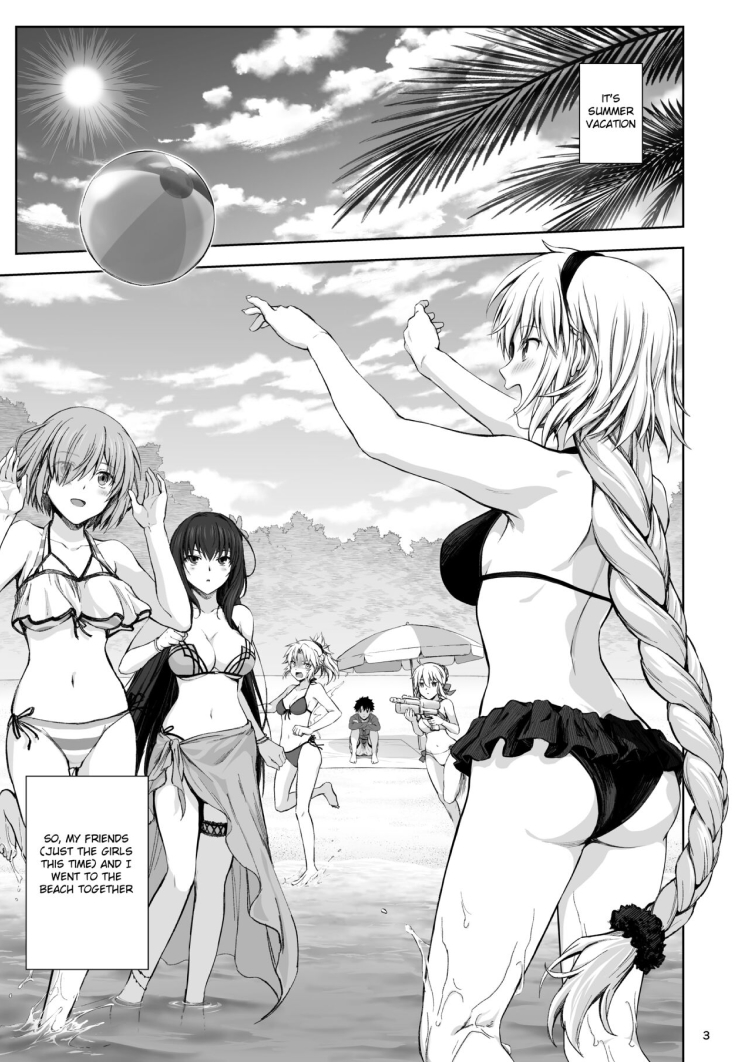 IT'S
SUMMER
VACATION
SO, MY FRIENDS
(JUST THE GIRLS
THIS TIME) AND I
WENT TO THE
BEACH TOGETHER
3